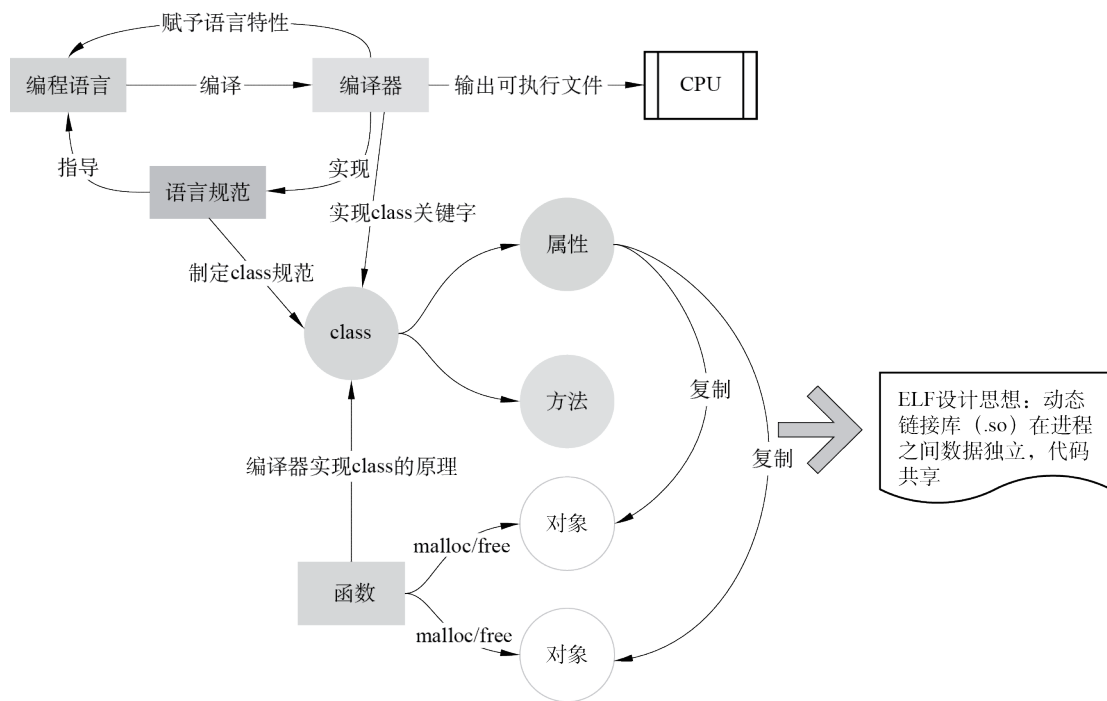 赋予语言特性
编程语言
编译
编译器
输出可执行文件
CPU
指导
语言规范
实现
实现class关键字
制定class规范
属性
class
方法
复制
复制
ELF设计思想：动态
链接库（.so）在进程
之间数据独立，代码
共享
编译器实现class的原理
对象
malloc/free
函数
malloc/free
对象